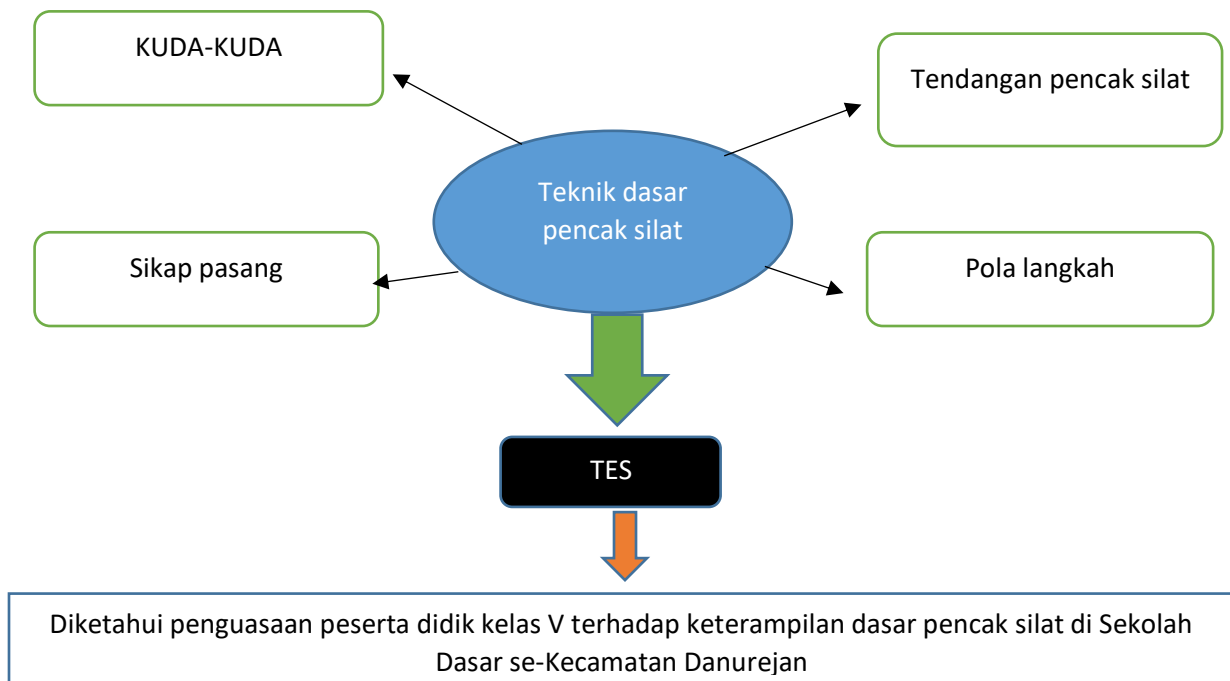 KUDA-KUDA
Tendangan pencak silat
Teknik dasar
pencak silat
Sikap pasang
Pola langkah
TES
Diketahui penguasaan peserta didik kelas V terhadap keterampilan dasar pencak silat di Sekolah
Dasar se-Kecamatan Danurejan